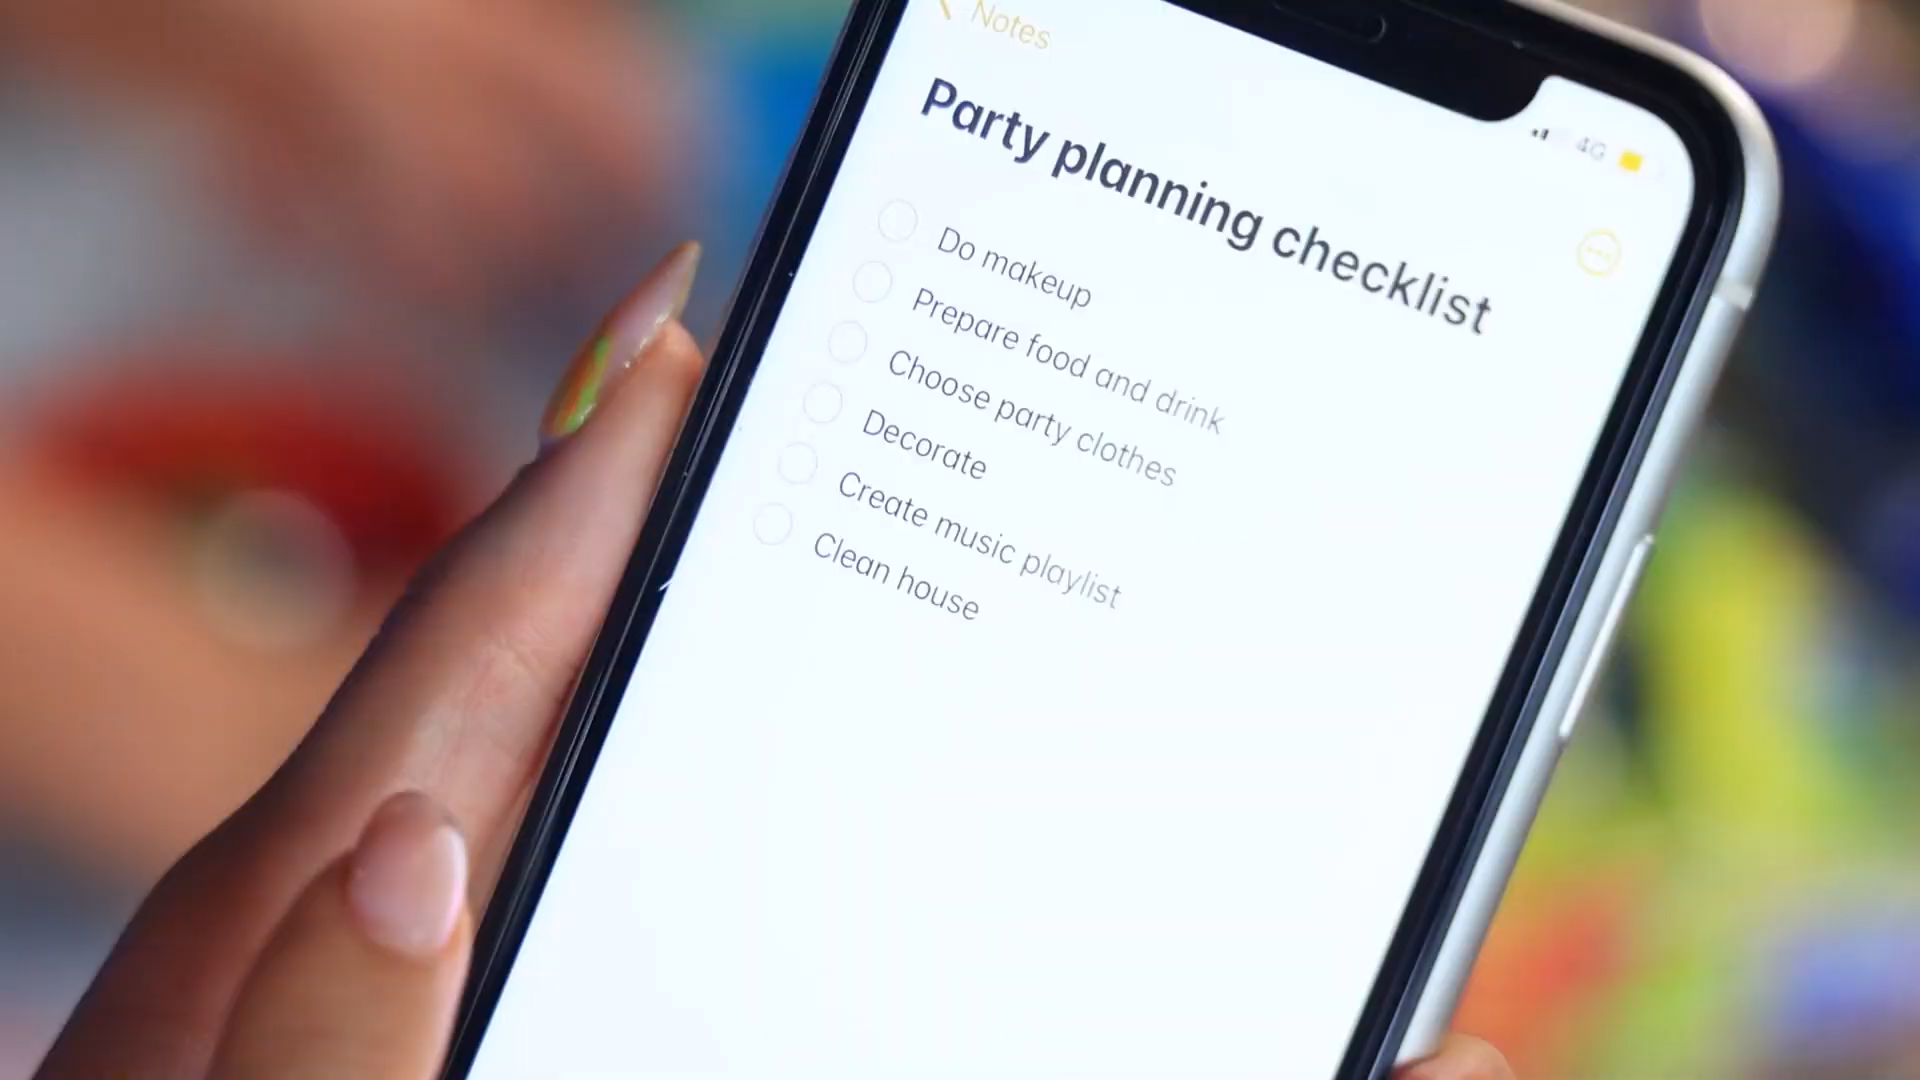 Notes
4G
Party planning checklist
Do makeup
Prepare food and drink
Choose party clothes
Decorate
Create music playlist
Clean house